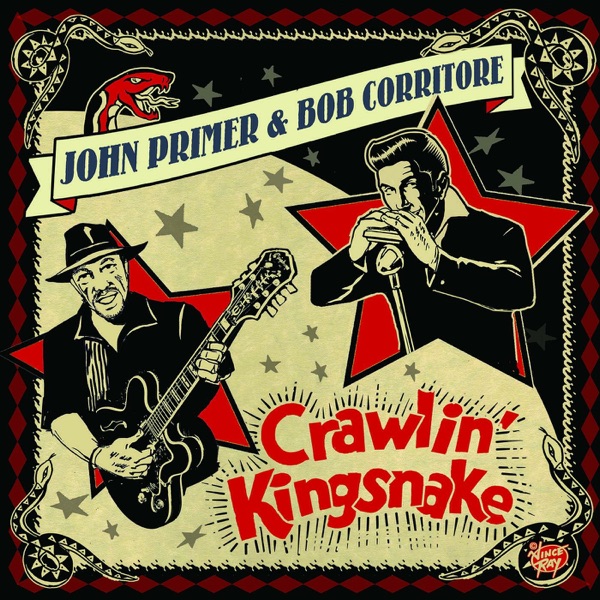 JOHN PRIMER & BOB CORRITORE
Crawlin'
Kingsnake
© VINCE
RAY